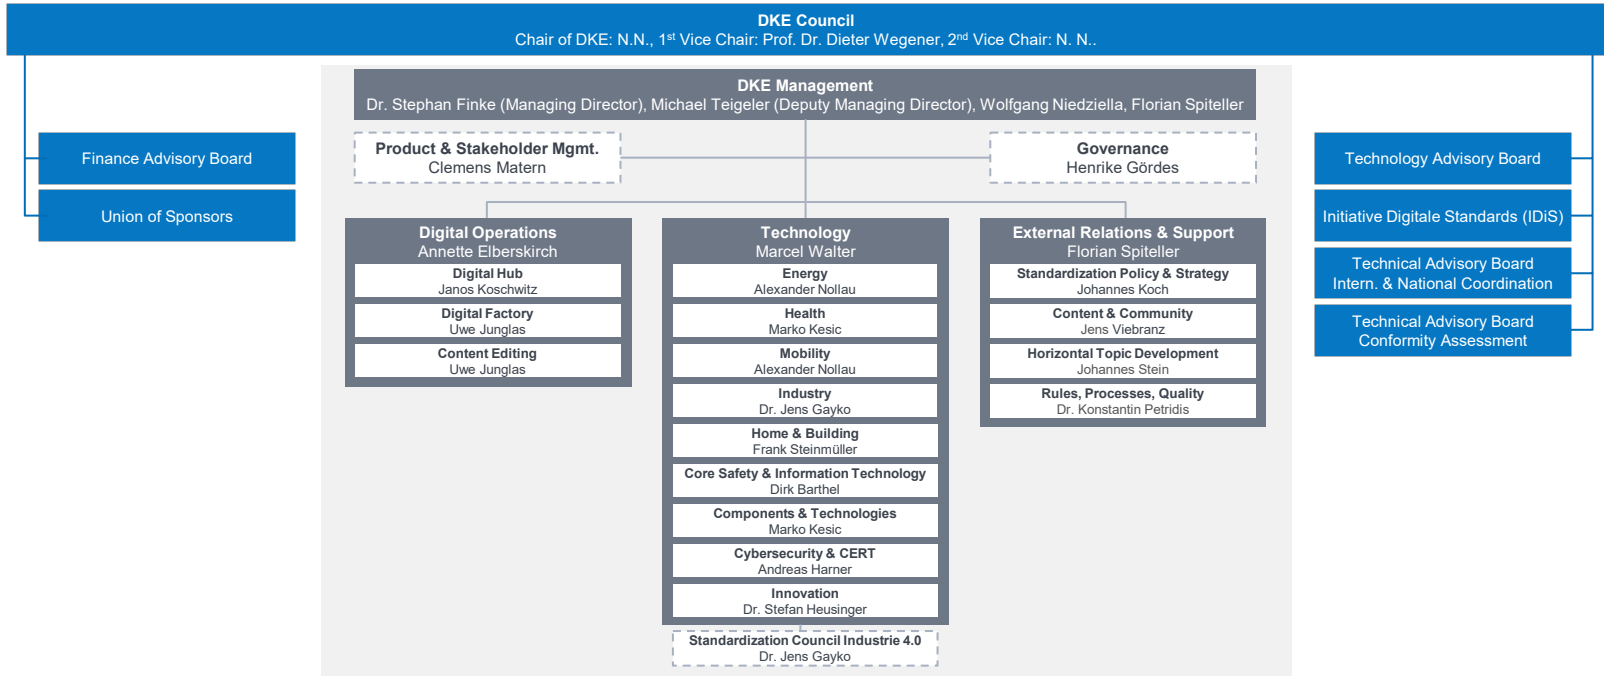 DKE Council
Chair of DKE: N.N., 1st Vice Chair: Prof. Dr. Dieter Wegener, 2nd Vice Chair: N. N..
DKE Management
Dr. Stephan Finke (Managing Director), Michael Teigeler (Deputy Managing Director), Wolfgang Niedziella, Florian Spiteller
Finance Advisory Board
Union of Sponsors
Product & Stakeholder Mgmt.
Clemens Matern
Governance
Henrike Gördes
Technology Advisory Board
Initiative Digitale Standards (IDiS)
Technical Advisory Board
Intern. & National Coordination
Technical Advisory Board
Conformity Assessment
Digital Operations
Annette Elberskirch
Digital Hub
Janos Koschwitz
Digital Factory
Uwe Junglas
Content Editing
Uwe Junglas
Technology
Marcel Walter
Energy
Alexander Nollau
Health
Marko Kesic
Mobility
Alexander Nollau
Industry
Dr. Jens Gayko
Home & Building
Frank Steinmüller
Core Safety & Information Technology
Dirk Barthel
Components & Technologies
Marko Kesic
Cybersecurity & CERT
Andreas Harner
Innovation
Dr. Stefan Heusinger
Standardization Council Industrie 4.0
Dr. Jens Gayko
External Relations & Support
Florian Spiteller
Standardization Policy & Strategy
Johannes Koch
Content & Community
Jens Viebranz
Horizontal Topic Development
Johannes Stein
Rules, Processes, Quality
Dr. Konstantin Petridis